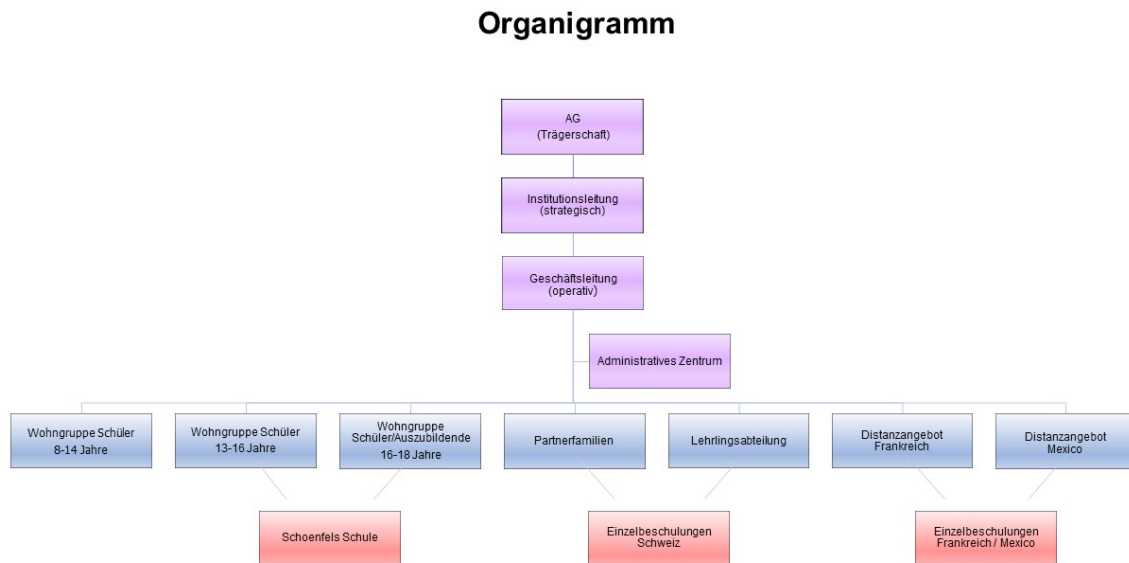 Organigramm
AG
(Trägerschaft)
Institutionsleitung
(strategisch)
Geschäftsleitung
(operativ)
Administratives Zentrum
Wohngruppe Schüler
8-14 Jahre
Wohngruppe Schüler
13-16 Jahre
Wohngruppe
Schüler/Auszubildende
16-18 Jahre
Partnerfamilien
Lehrlingsabteilung
Distanzangebot
Frankreich
Distanzangebot
Mexico
Schoenfels Schule
Einzelbeschulungen
Schweiz
Einzelbeschulungen
Frankreich / Mexico